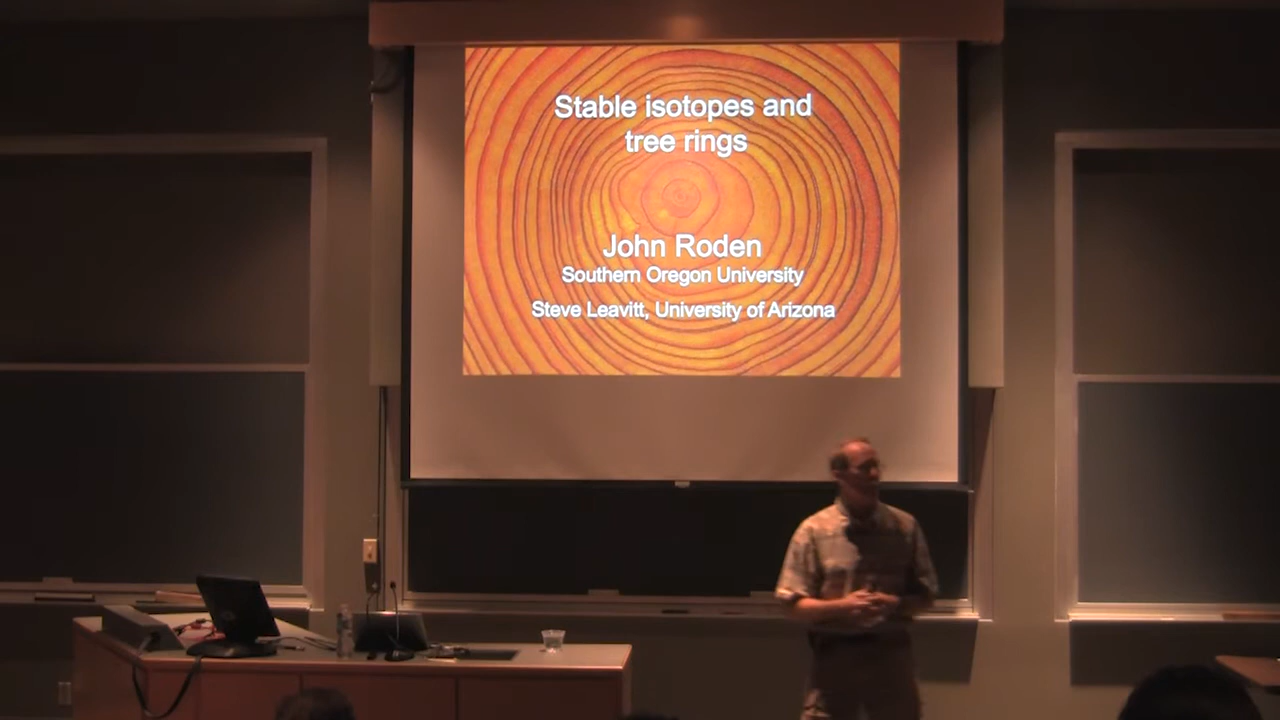 Stable isotopes and
tree rings
John Roden
Southern Oregon University
Steve Leavitt, University of Arizona